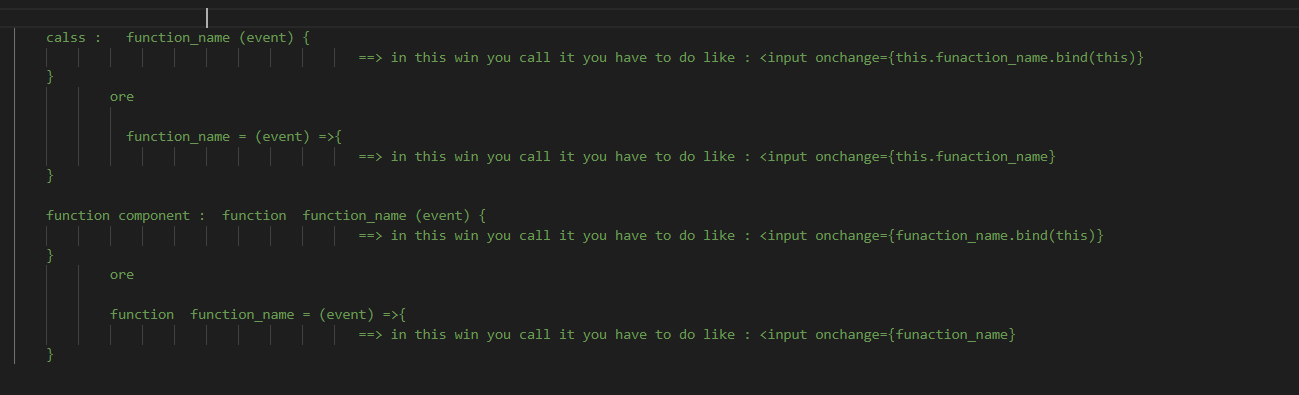 calss :   function_name (event) {
==> in this win you call it you have to do like : <input onchange={this.funaction_name.bind(this)}
}
ore
function_name = (event) =>{
==> in this win you call it you have to do like : <input onchange={this.funaction_name}
}
function component :  function  function_name (event) {
==> in this win you call it you have to do like : <input onchange={funaction_name.bind(this)}
}
ore
function  function_name = (event) =>{
==> in this win you call it you have to do like : <input onchange={funaction_name}
}